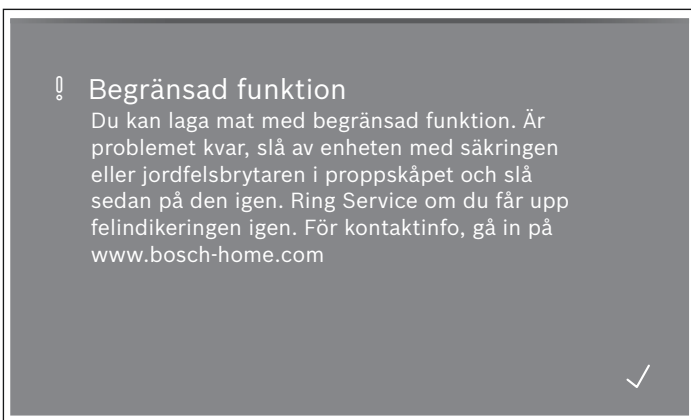 Begränsad funktion
Du kan laga mat med begränsad funktion. Är
problemet kvar, slå av enheten med säkringen
eller jordfelsbrytaren i proppskåpet och slå
sedan på den igen. Ring Service om du får upp
felindikeringen igen. För kontaktinfo, gå in på
www.bosch-home.com